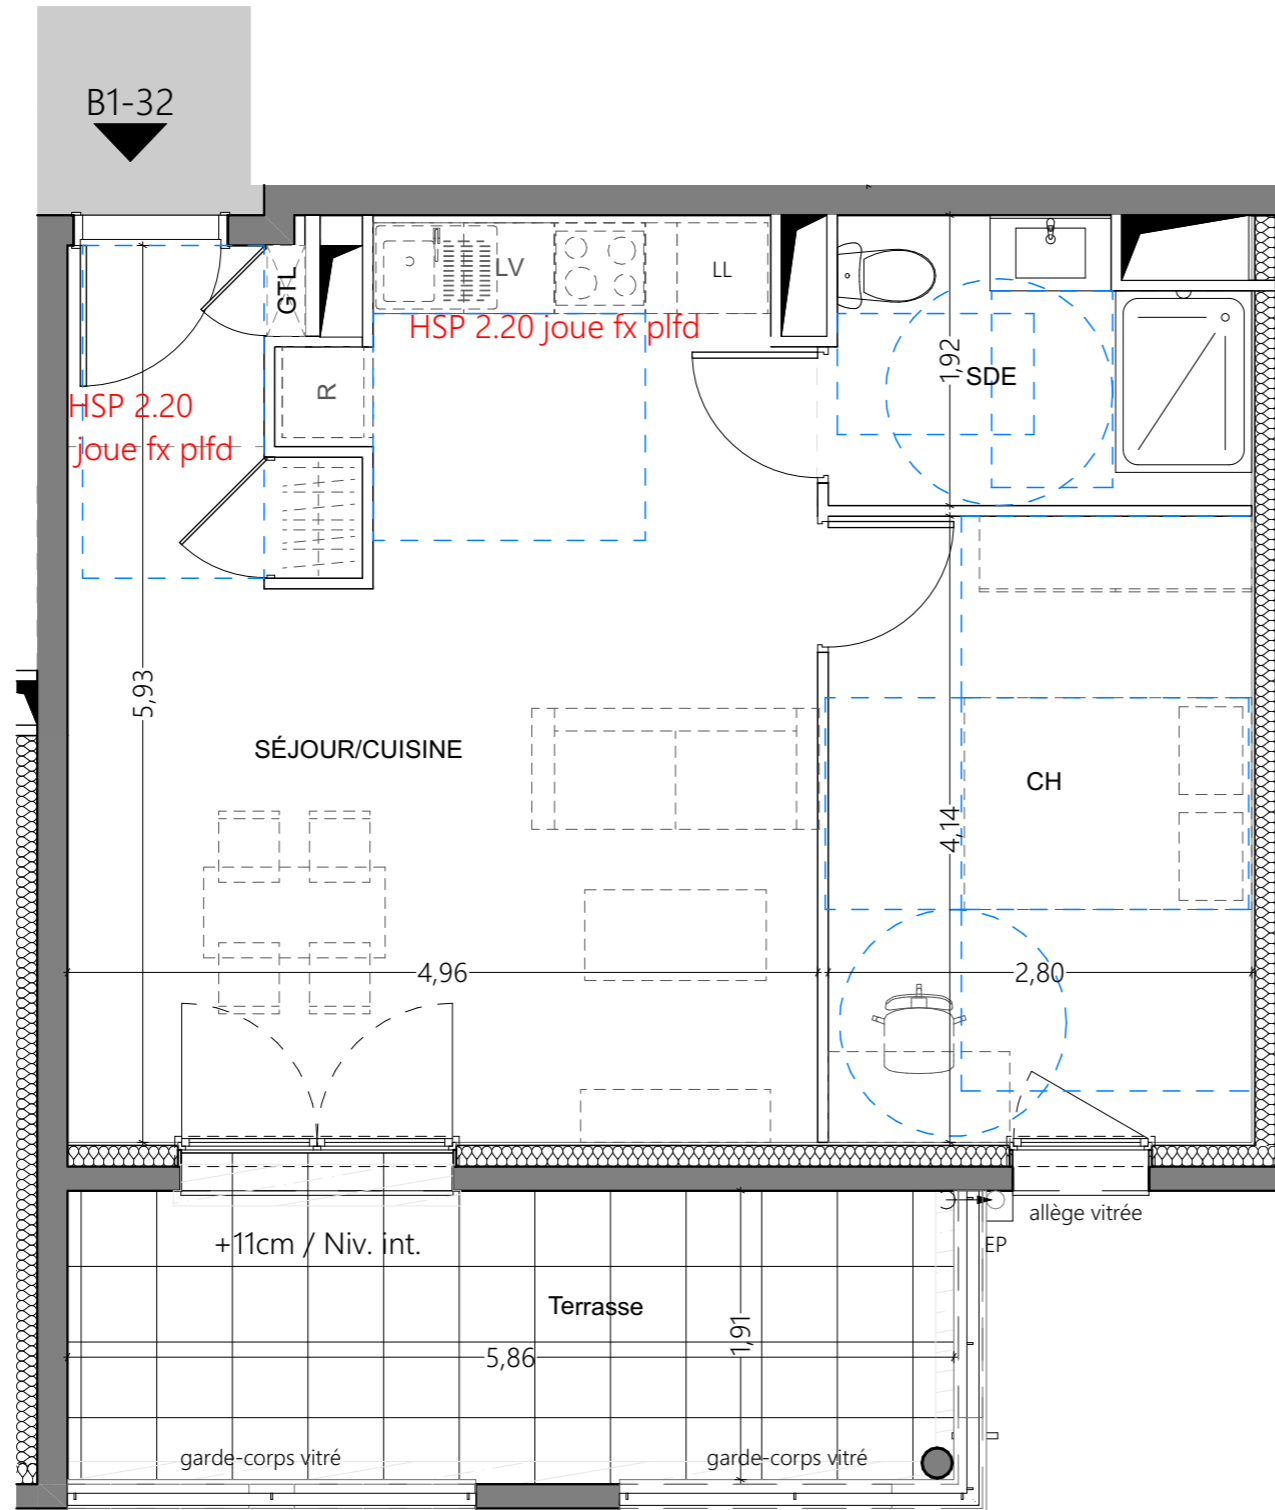 B1-32
GTL
LV
LL
HSP 2.20 joue fx plfd
R
1,92
SDE
HSP 2.20
joue fx plfd
5,93
SÉJOUR/CUISINE
CH
4,14
4,96
2,80
allège vitrée
EP
+11cm / Niv. int.
Terrasse
1,91
5,86
garde-corps vitré
garde-corps vitré